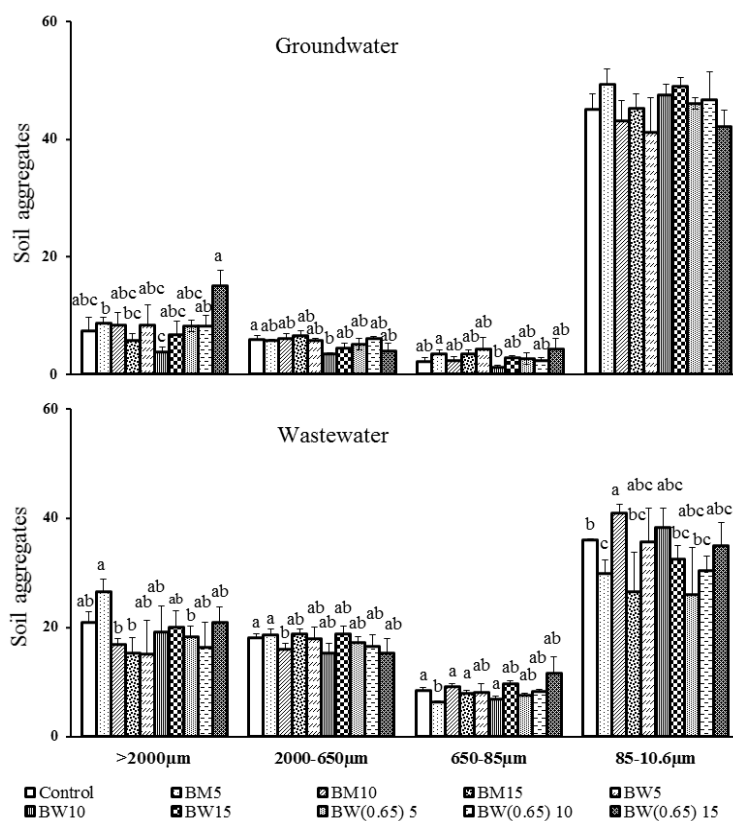 60
Groundwater
Soil aggregates
40
20
0
abc b abc bc abc c abc abc ab a
a ab ab ab ab b ab ab ab ab
ab a ab ab ab b ab ab ab ab
60
Wastewater
Soil aggregates
40
20
0
ab a b b ab ab ab b ab ab
a a b ab ab ab ab ab ab ab
a b a a ab a ab ab ab ab
b c a bc abc abc bc abc bc abc
>2000µm 2000-650µm 650-85µm 85-10.6µm
Control BM5 BM10 BM15 BW5
BW10 BW15 BW(0.65) 5 BW(0.65) 10 BW(0.65) 15